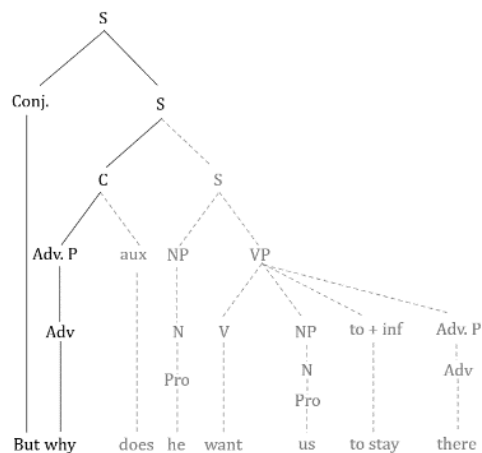 S
Conj. S
C S
Adv. P aux NP VP
Adv N V NP to + inf Adv. P
Pro N Adv
Pro
But why does he want us to stay there